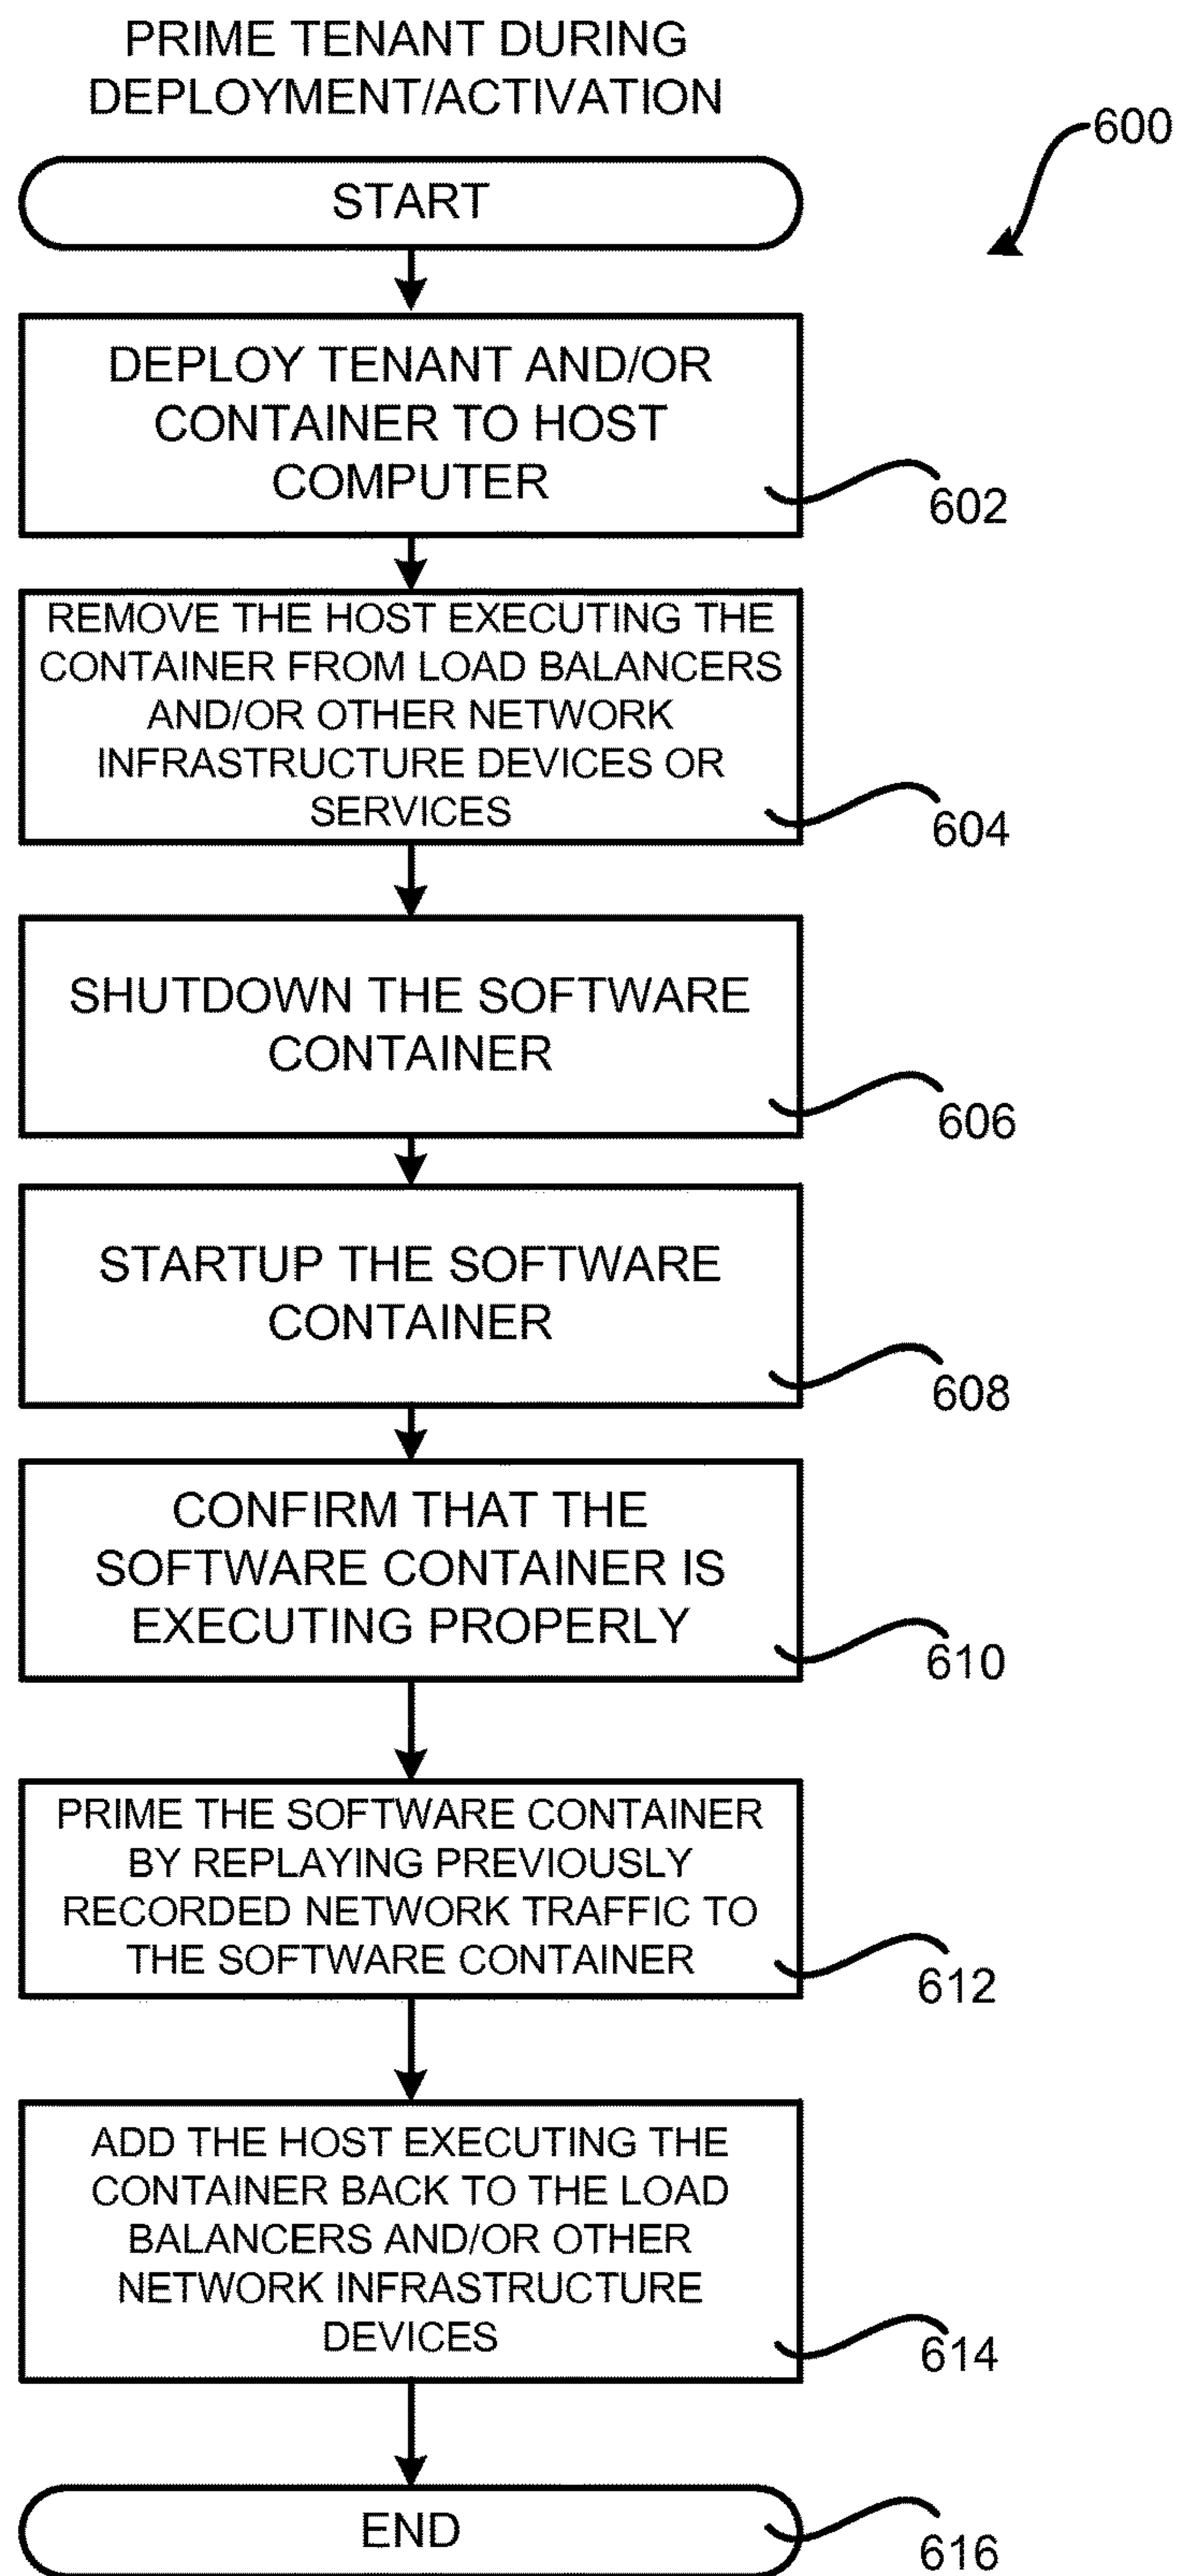 PRIME TENANT DURING
DEPLOYMENT/ACTIVATION
600
START
DEPLOY TENANT AND/OR
CONTAINER TO HOST
COMPUTER
602
REMOVE THE HOST EXECUTING THE
CONTAINER FROM LOAD BALANCERS
AND/OR OTHER NETWORK
INFRASTRUCTURE DEVICES OR
SERVICES
604
SHUTDOWN THE SOFTWARE
CONTAINER
606
STARTUP THE SOFTWARE
CONTAINER
608
CONFIRM THAT THE
SOFTWARE CONTAINER IS
EXECUTING PROPERLY
610
PRIME THE SOFTWARE CONTAINER
BY REPLAYING PREVIOUSLY
RECORDED NETWORK TRAFFIC TO
THE SOFTWARE CONTAINER
612
ADD THE HOST EXECUTING THE
CONTAINER BACK TO THE LOAD
BALANCERS AND/OR OTHER
NETWORK INFRASTRUCTURE
DEVICES
614
END
616